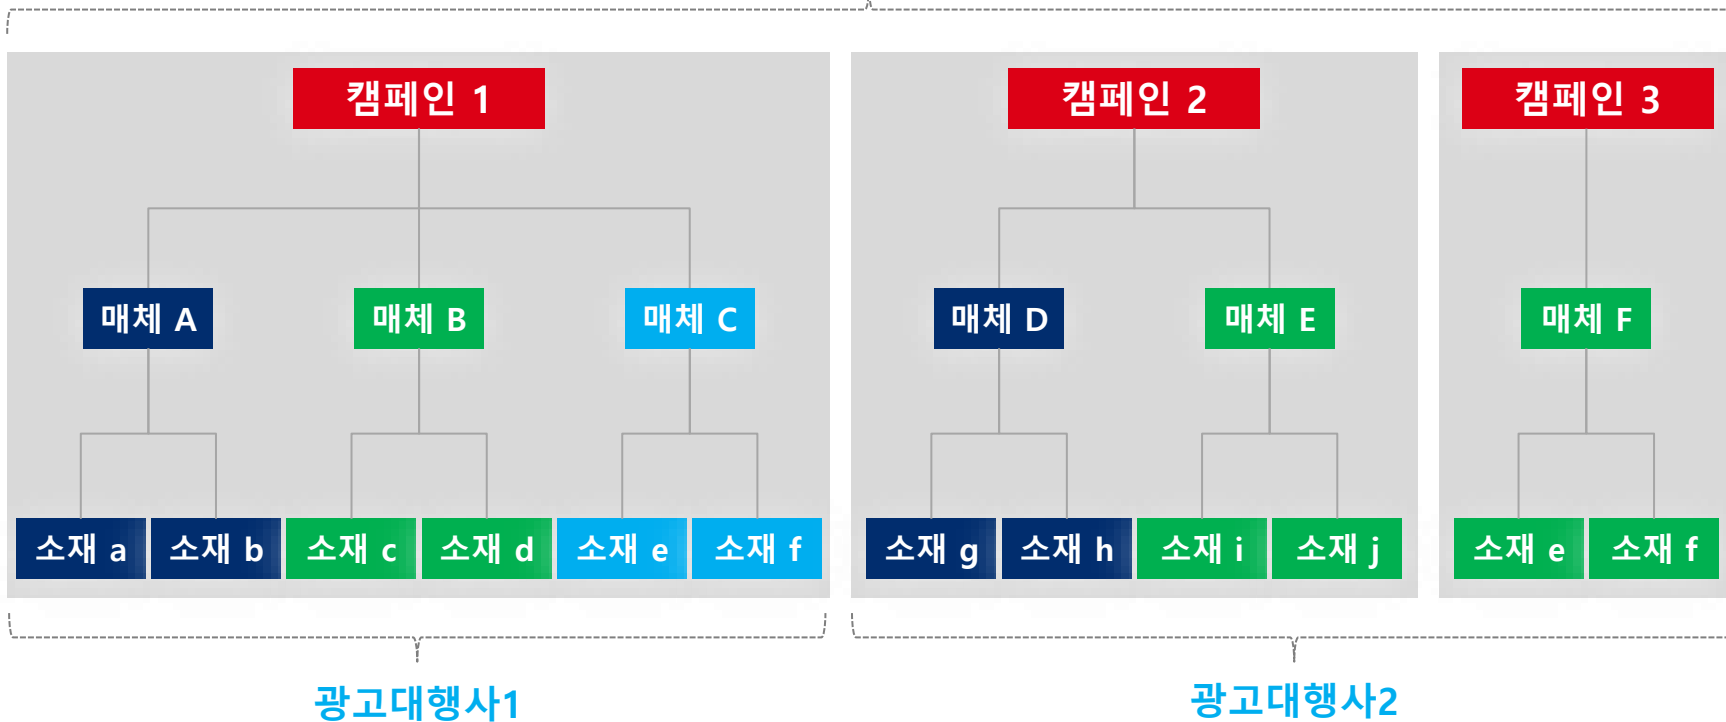 캠페인 1
캠페인 2
캠페인 3
매체 A
매체 B
매체 C
매체 D
매체 E
매체 F
소재 a
소재 b
소재 c
소재 d
소재 e
소재 f
소재 g
소재 h
소재 i
소재 j
소재 e
소재 f
광고대행사1
광고대행사2